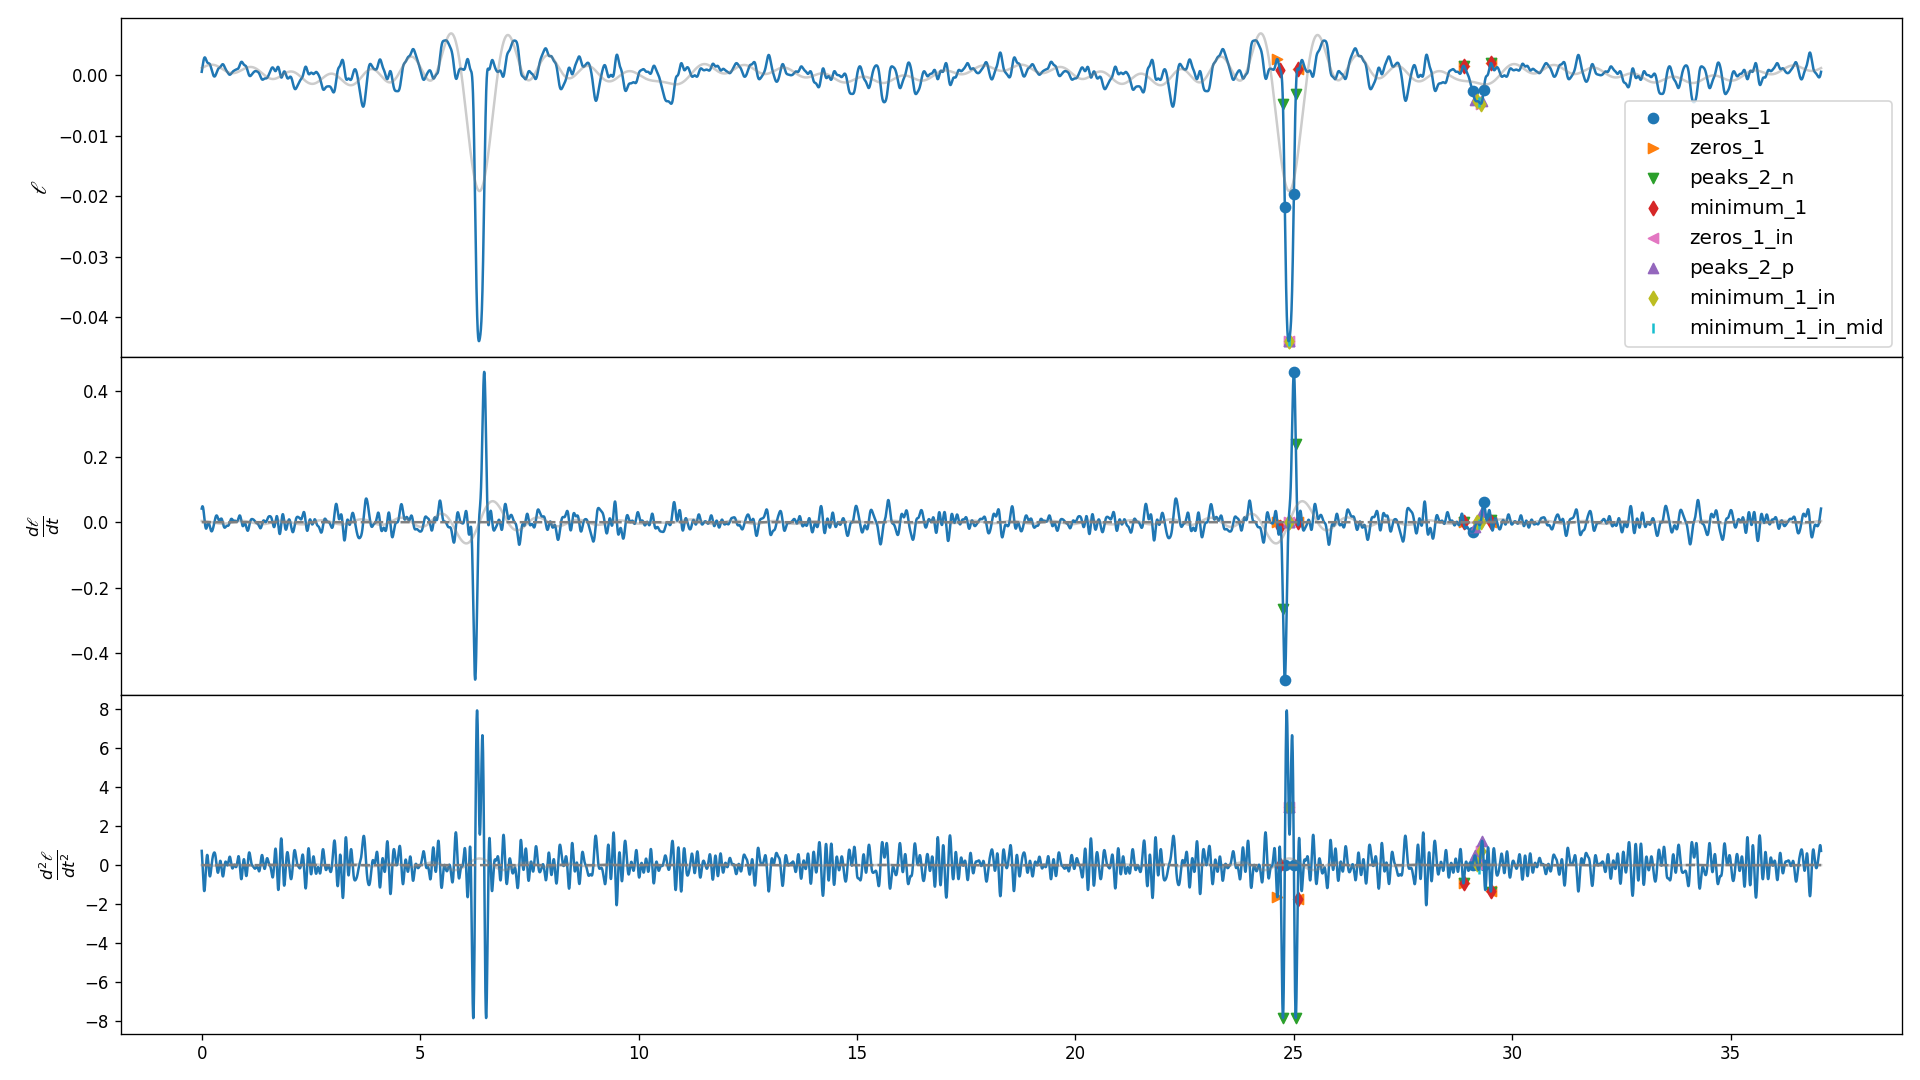 0.00
−0.01
−0.02
−0.03
−0.04
ℓ
peaks_1
zeros_1
peaks_2_n
minimum_1
zeros_1_in
peaks_2_p
minimum_1_in
minimum_1_in_mid
0.4
0.2
0.0
−0.2
−0.4
dℓ
dt
8
6
4
2
0
−2
−4
−6
−8
d²ℓ
dt²
0
5
10
15
20
25
30
35